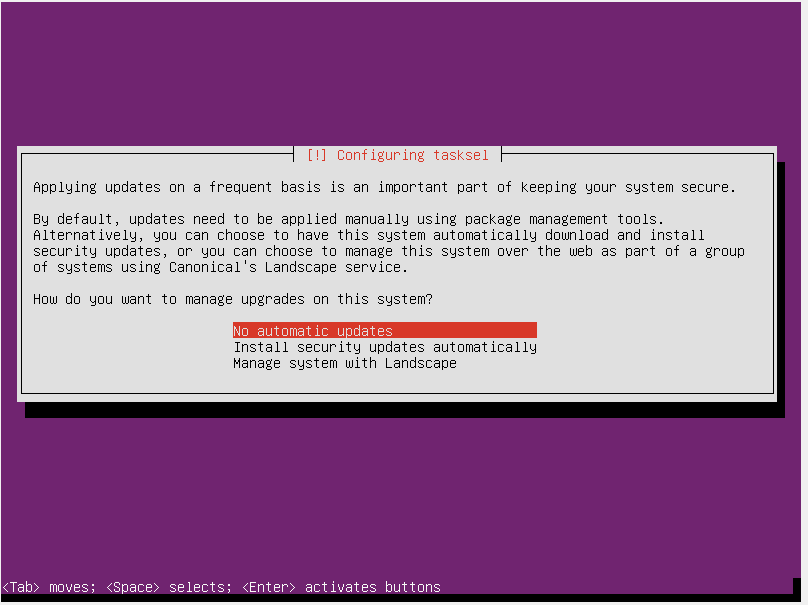 [!] Configuring tasksel
Applying updates on a frequent basis is an important part of keeping your system secure.
By default, updates need to be applied manually using package management tools.
Alternatively, you can choose to have this system automatically download and install
security updates, or you can choose to manage this system over the web as part of a group
of systems using Canonical's Landscape service.
How do you want to manage upgrades on this system?
No automatic updates
Install security updates automatically
Manage system with Landscape
<Tab> moves; <Space> selects; <Enter> activates buttons